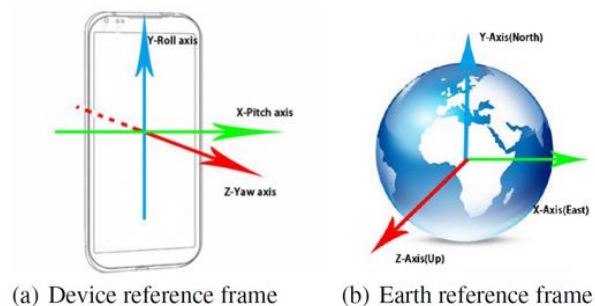 Y-Roll axis
X-Pitch axis
Z-Yaw axis
(a) Device reference frame
Y-Axis(North)
X-Axis(East)
Z-Axis(Up)
(b) Earth reference frame